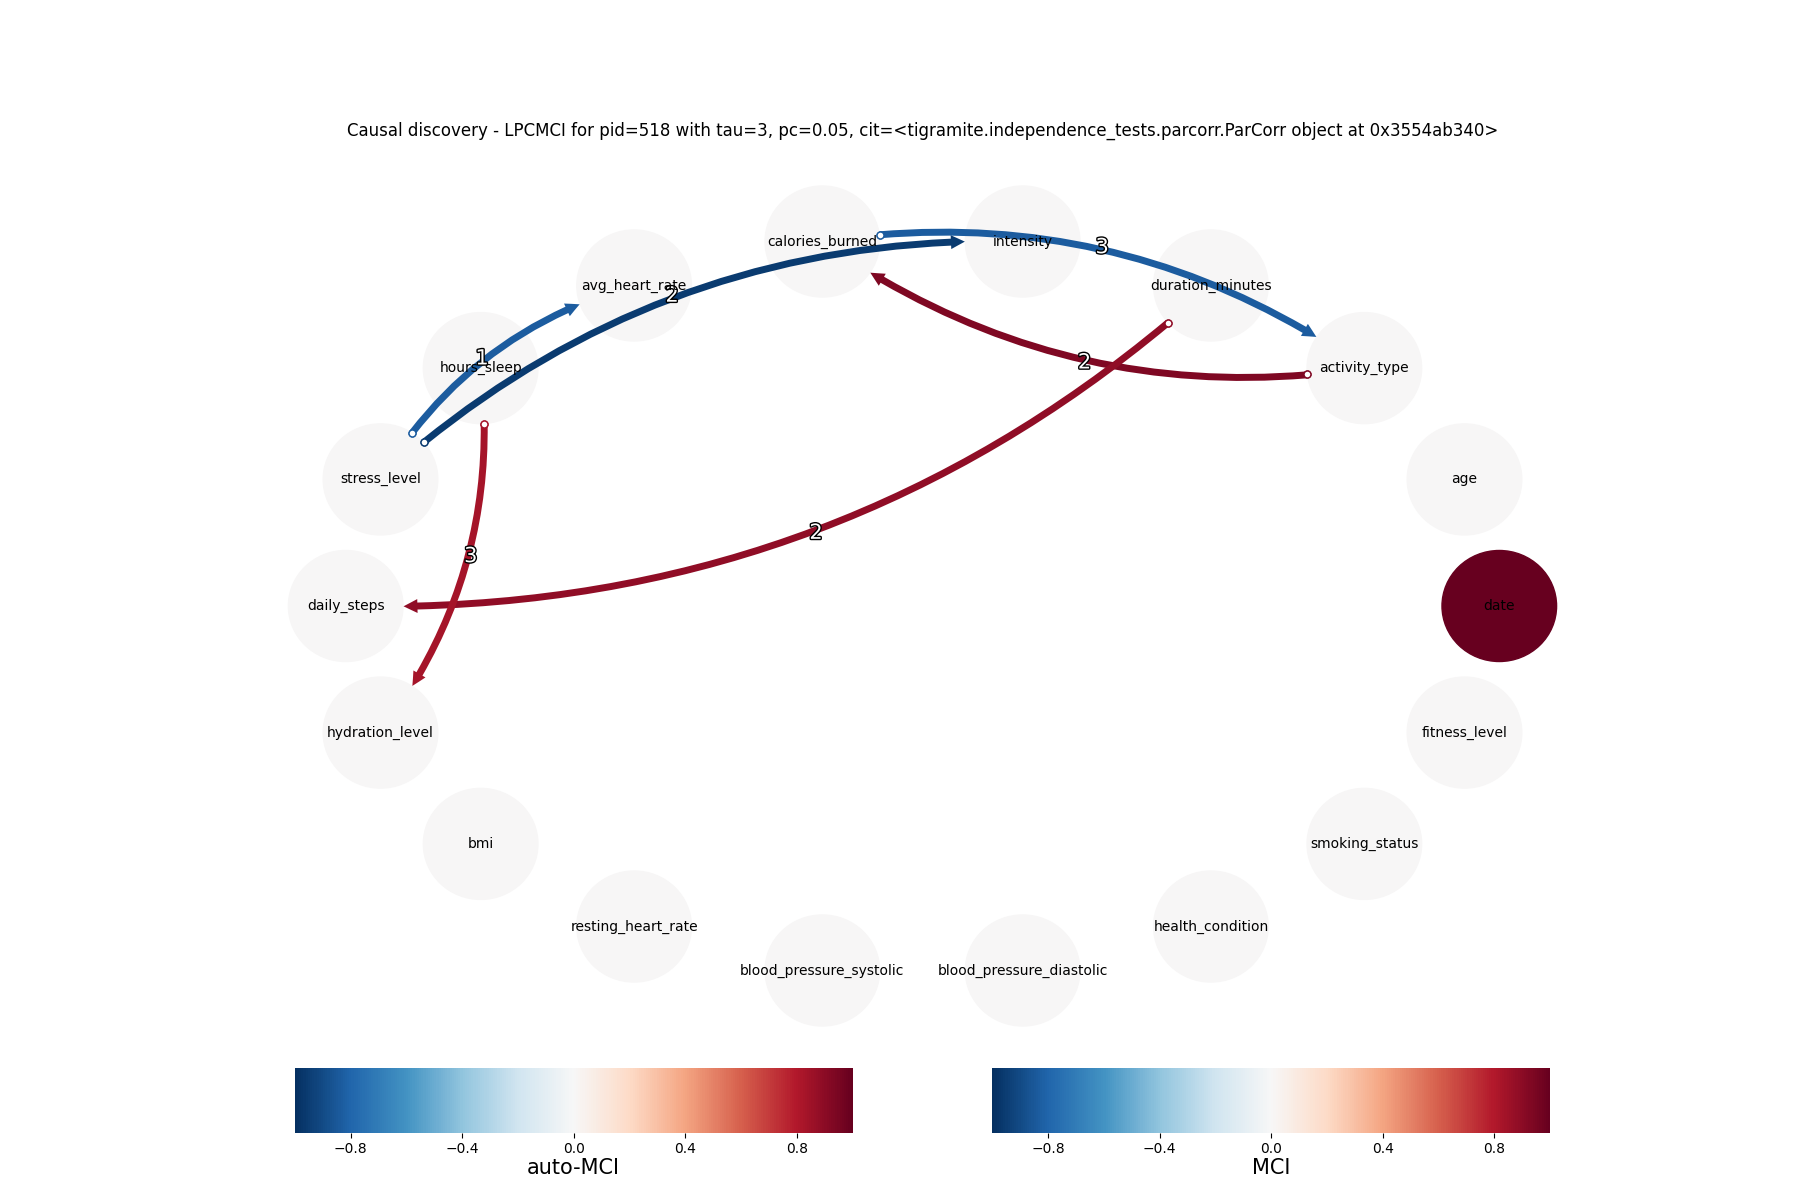 Causal discovery - LPCMCI for pid=518 with tau=3, pc=0.05, cit=<tigramite.independence_tests.parcorr.ParCorr object at 0x3554ab340>
calories_burned
intensity
3
avg_heart_rate
2
duration_minutes
1
2
hours_sleep
activity_type
stress_level
age
2
3
daily_steps
date
hydration_level
fitness_level
bmi
smoking_status
resting_heart_rate
health_condition
blood_pressure_systolic
blood_pressure_diastolic
−0.8 −0.4 0.0 0.4 0.8
auto-MCI
−0.8 −0.4 0.0 0.4 0.8
MCI